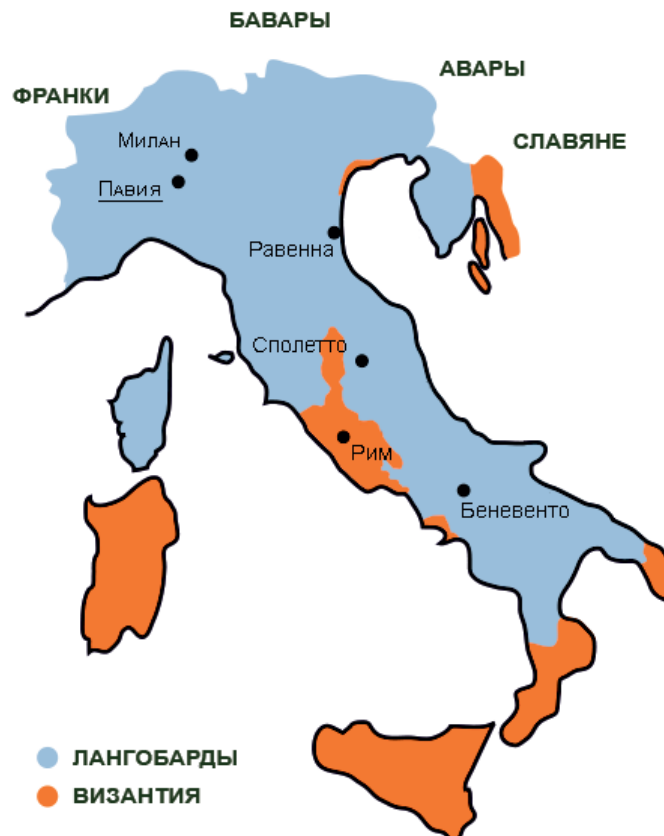 БАВАРЫ
АВАРЫ
ФРАНКИ
СЛАВЯНЕ
Милан
Павия
Равенна
Сполетто
Рим
Беневенто
ЛАНГОБАРДЫ
ВИЗАНТИЯ